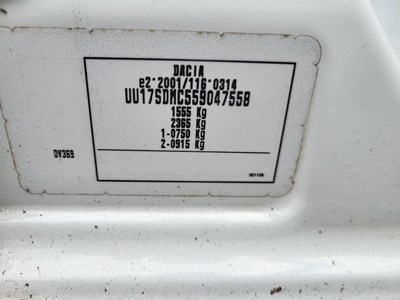 DACIA
e2*2001/116*0314
UU17SDMC559047558
1555 Kg
2365 Kg
1-0750 Kg
2-0915 Kg
DV369